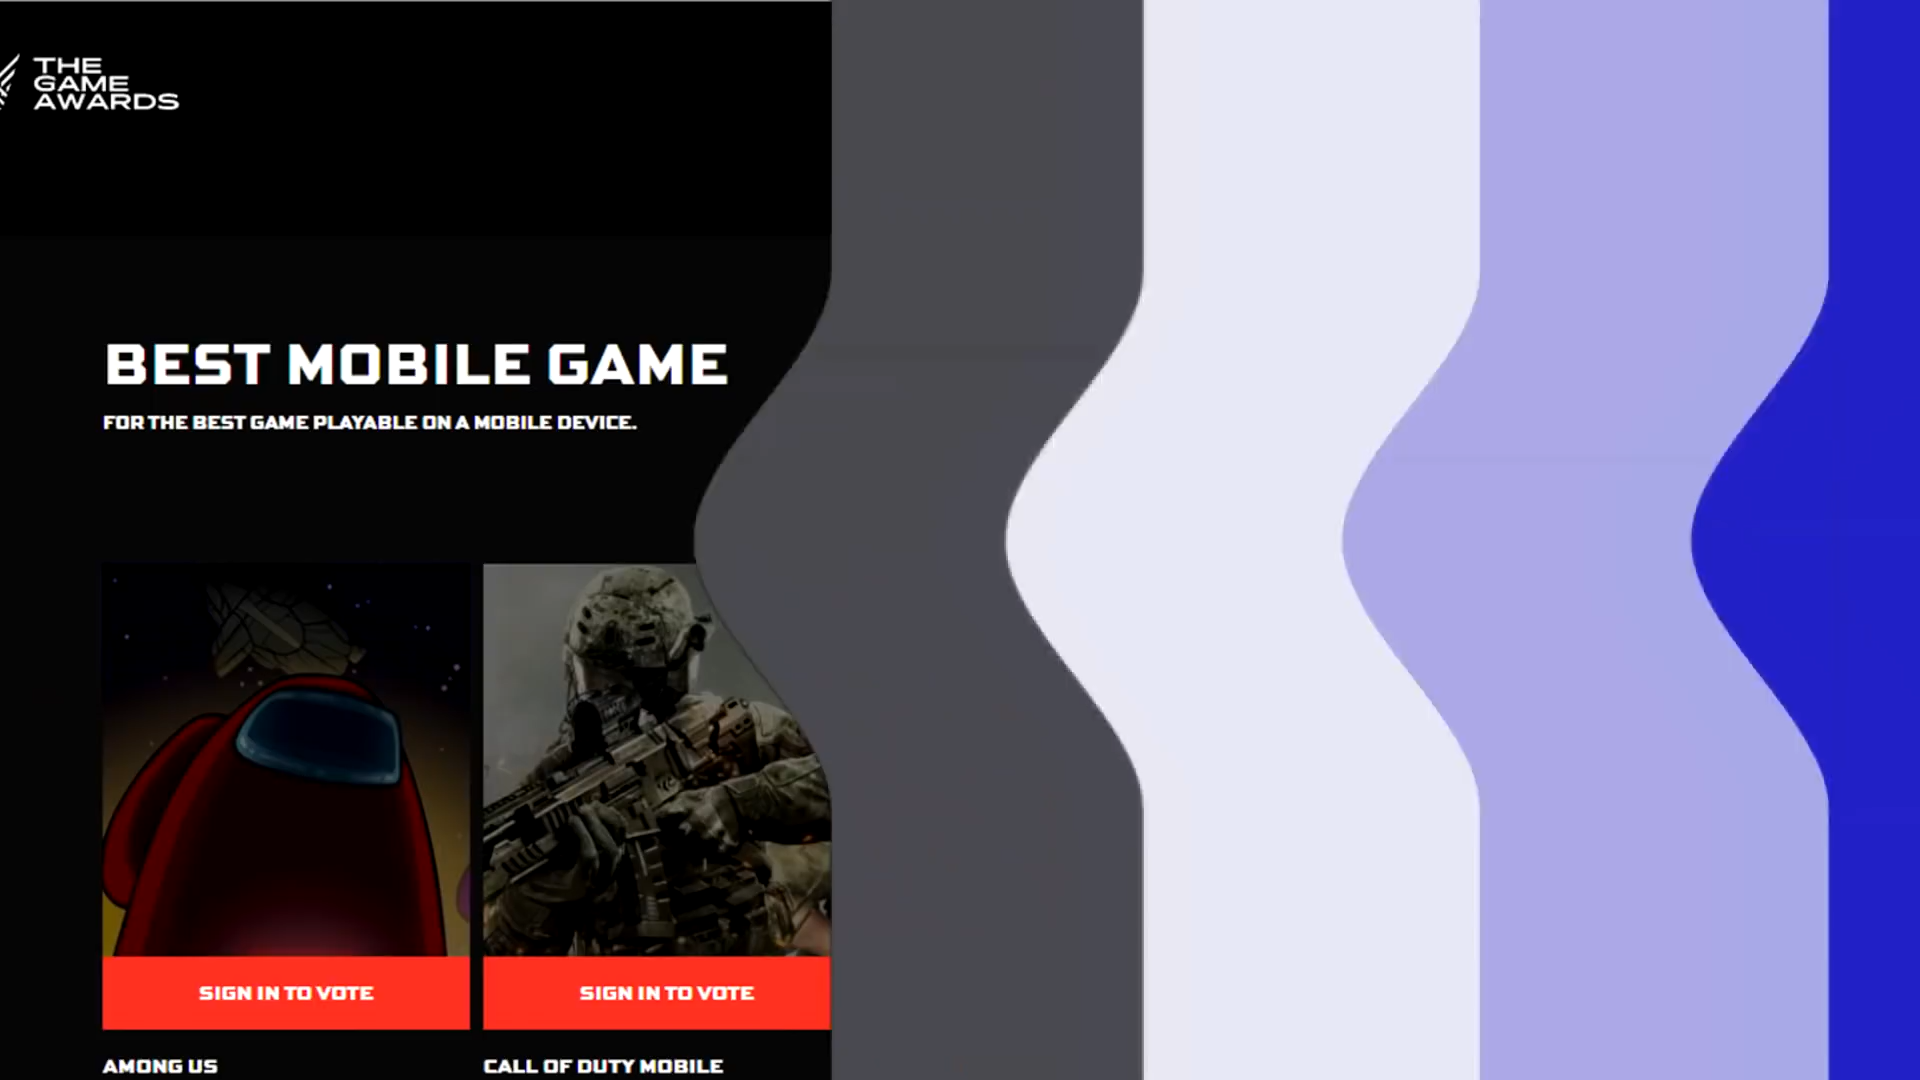 THE
GAME
AWARDS
BEST MOBILE GAME
FOR THE BEST GAME PLAYABLE ON A MOBILE DEVICE.
SIGN IN TO VOTE
SIGN IN TO VOTE
AMONG US
CALL OF DUTY MOBILE